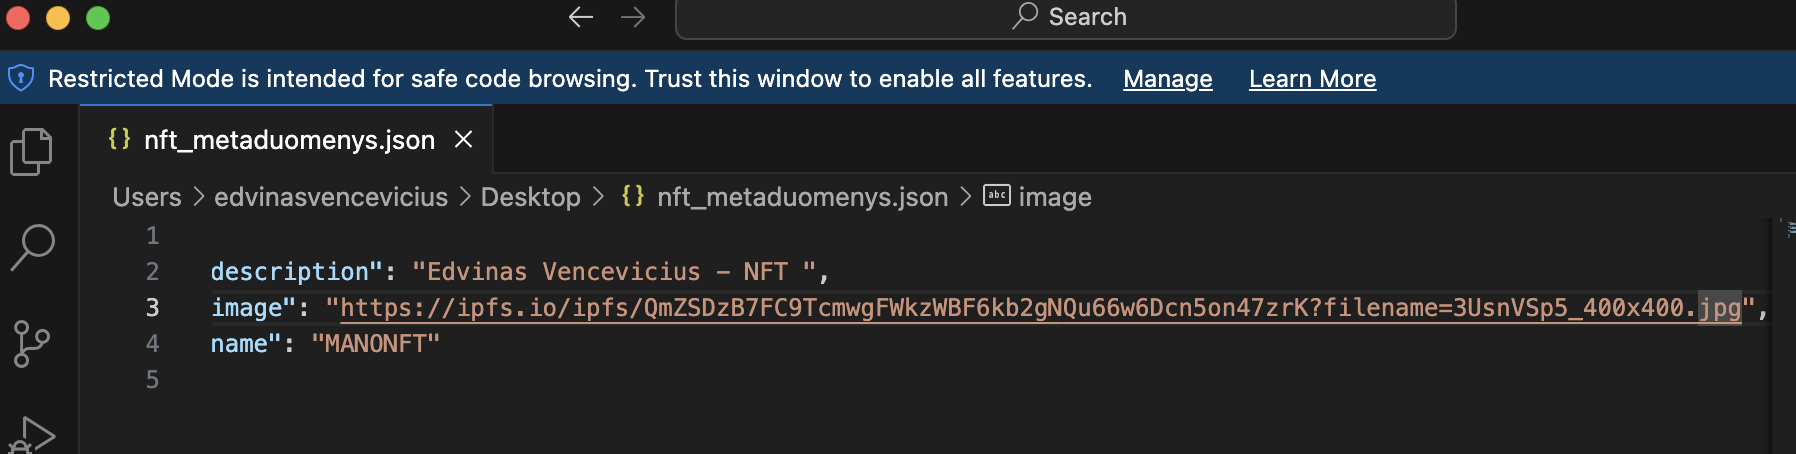 Search
Restricted Mode is intended for safe code browsing. Trust this window to enable all features. Manage Learn More
{} nft_metaduomenys.json ×
Users > edvinasvencevicius > Desktop > {} nft_metaduomenys.json > abc image
1
2 description": "Edvinas Vencevicius - NFT ",
3 image": "https://ipfs.io/ipfs/QmZSDzB7FC9TcmwgFWkzWBF6kb2gNQu66w6Dcn5on47zrK?filename=3UsnVSp5_400x400.jpg",
4 name": "MANONFT"
5